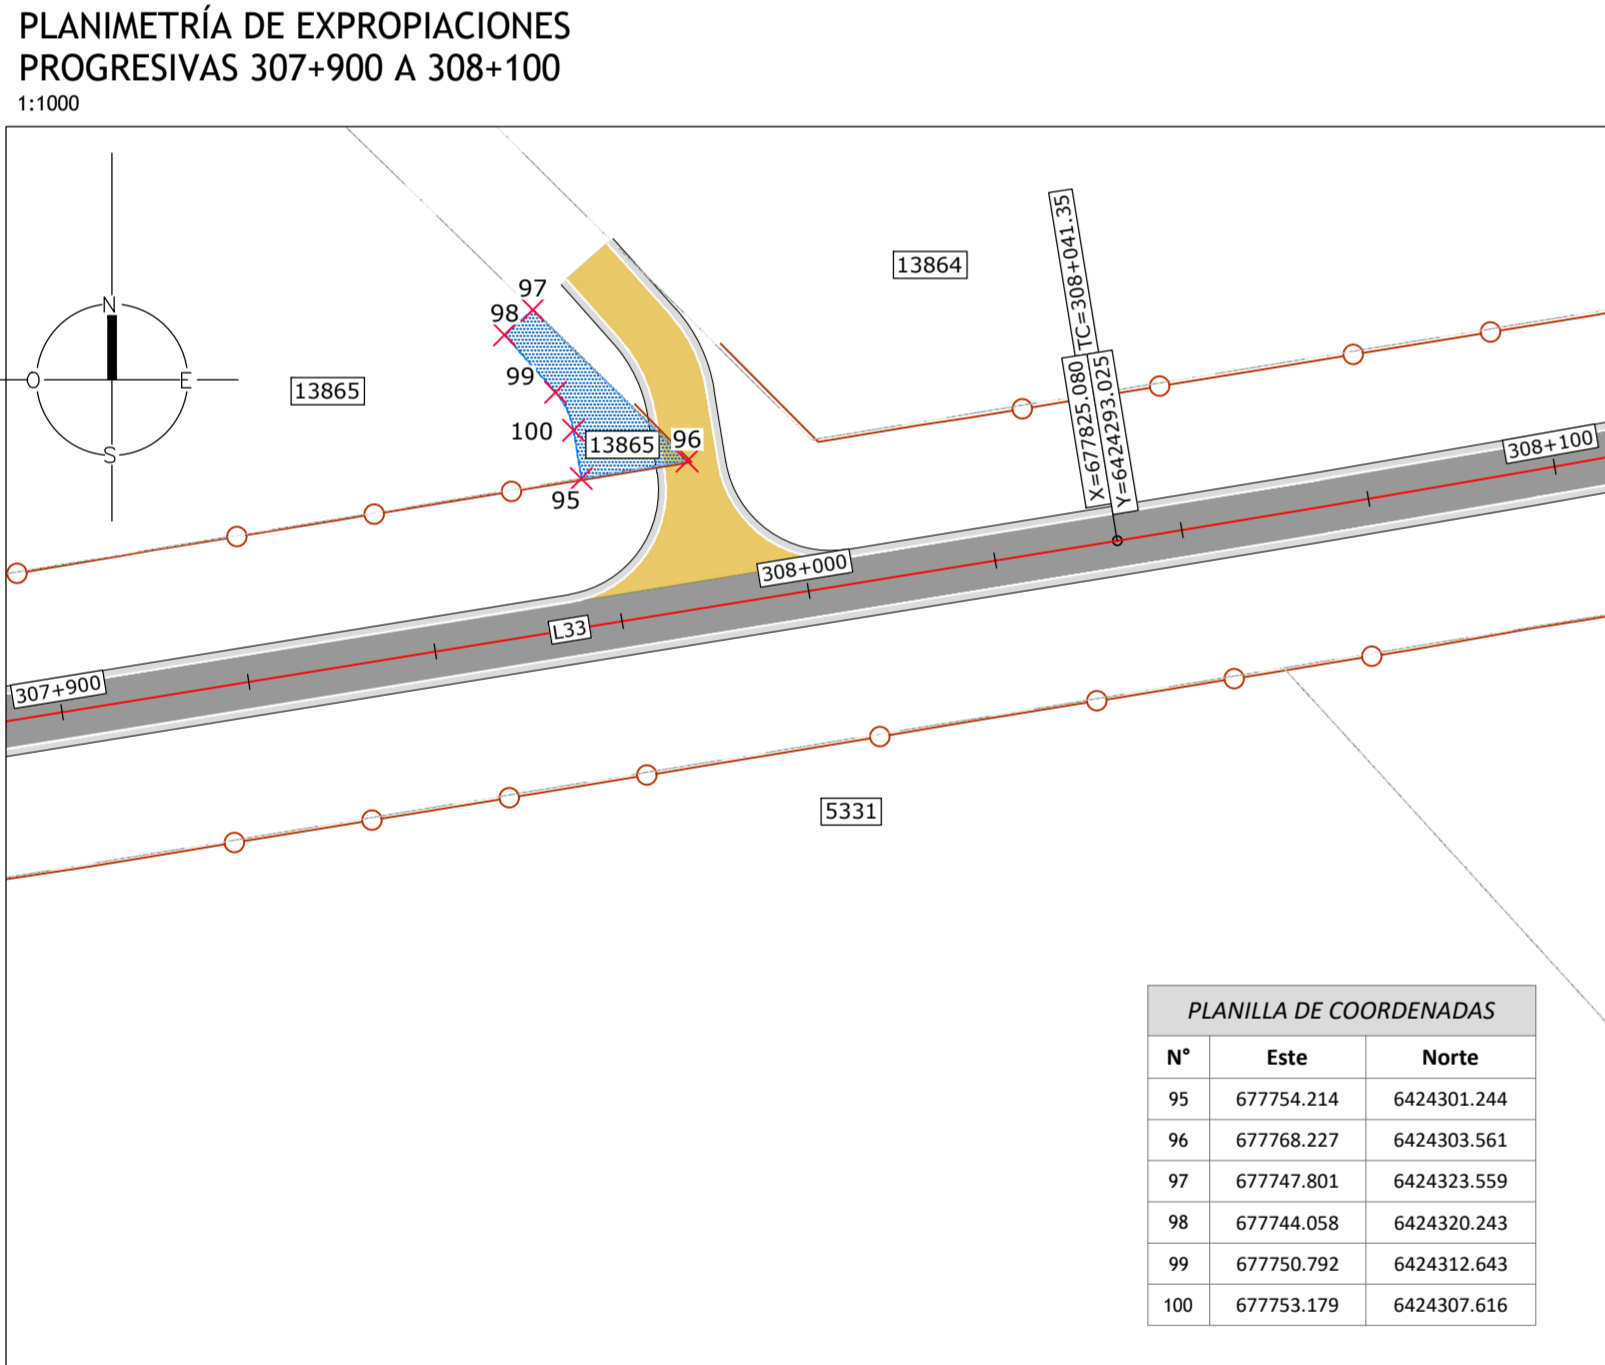 PLANIMETRÍA DE EXPROPIACIONES
PROGRESIVAS 307+900 A 308+100
1:1000
N
O
E
S
97
98
99
100
95
96
13865
13865
13864
TC=308+041.35
X=677825.080
Y=6424293.025
308+100
308+000
L33
307+900
5331
PLANILLA DE COORDENADAS
N° Este Norte
95 677754.214 6424301.244
96 677768.227 6424303.561
97 677747.801 6424323.559
98 677744.058 6424320.243
99 677750.792 6424312.643
100 677753.179 6424307.616